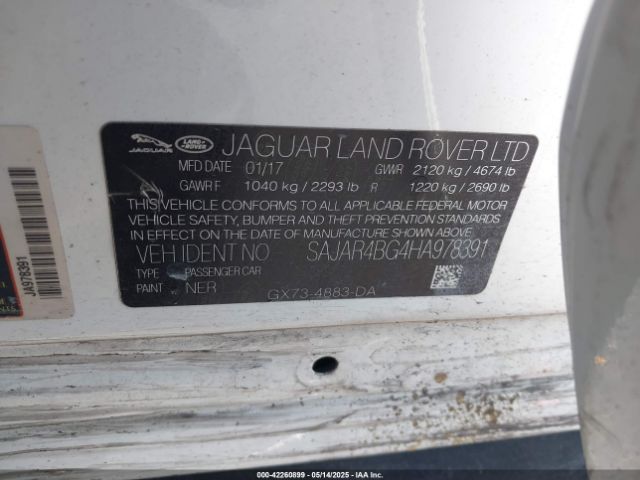 JAGUAR LAND-ROVER JAGUAR LAND ROVER LTD
MFD DATE 01/17 GWR 2120 kg / 4674 lb
GAWR F 1040 kg / 2293 lb R 1220 kg / 2690 lb
THIS VEHICLE CONFORMS TO ALL APPLICABLE FEDERAL MOTOR
VEHICLE SAFETY, BUMPER AND THEFT PREVENTION STANDARDS
IN EFFECT ON THE DATE OF MANUFACTURE SHOWN ABOVE.
VEH IDENT NO SAJAR4BG4HA978391
TYPE PASSENGER CAR
PAINT NER
GX73-4883-DA
JA978391
000-42260899 05/14/2025 IAA Inc.